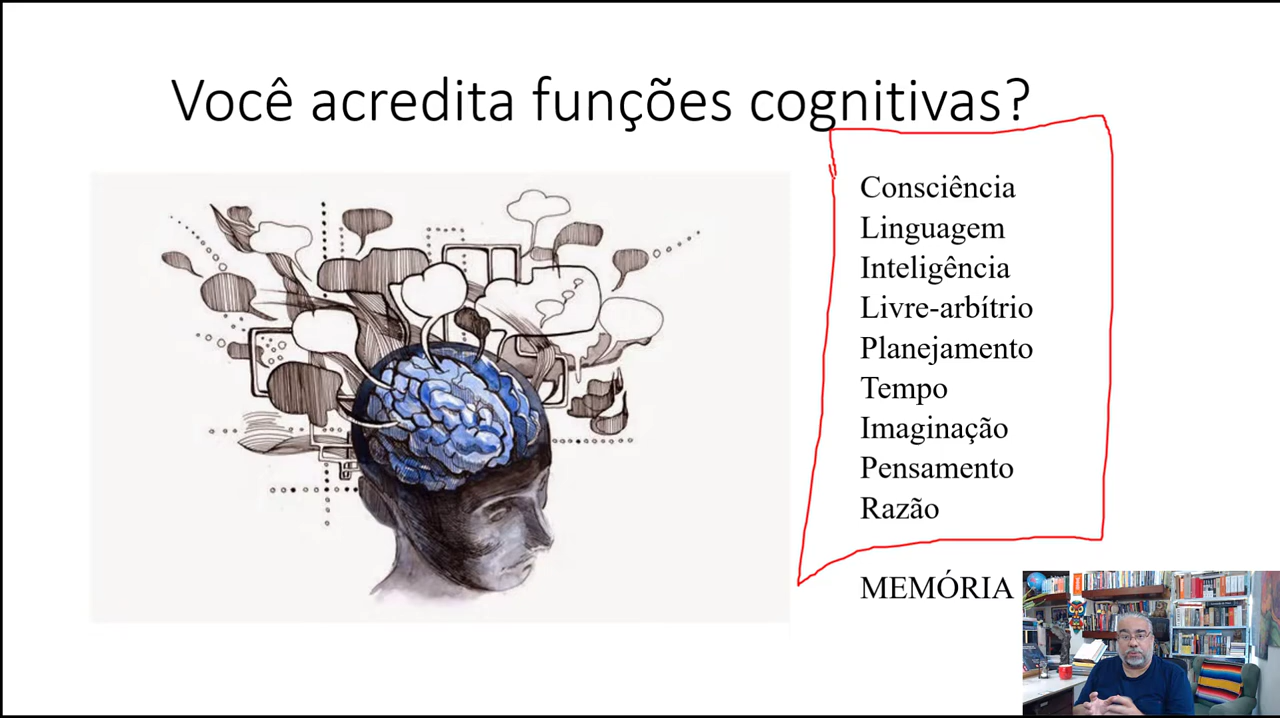 Você acredita funções cognitivas?
Consciência
Linguagem
Inteligência
Livre-arbítrio
Planejamento
Tempo
Imaginação
Pensamento
Razão
MEMÓRIA